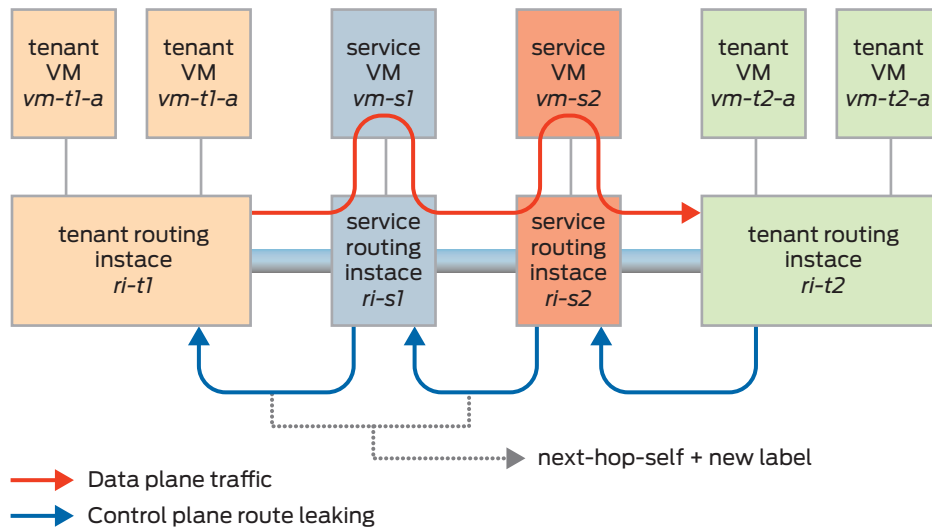 tenant
VM
vm-t1-a
tenant
VM
vm-t1-a
service
VM
vm-s1
service
VM
vm-s2
tenant
VM
vm-t2-a
tenant
VM
vm-t2-a
tenant routing
instace
ri-t1
service
routing
instace
ri-s1
service
routing
instace
ri-s2
tenant routing
instace
ri-t2
next-hop-self + new label
Data plane traffic
Control plane route leaking